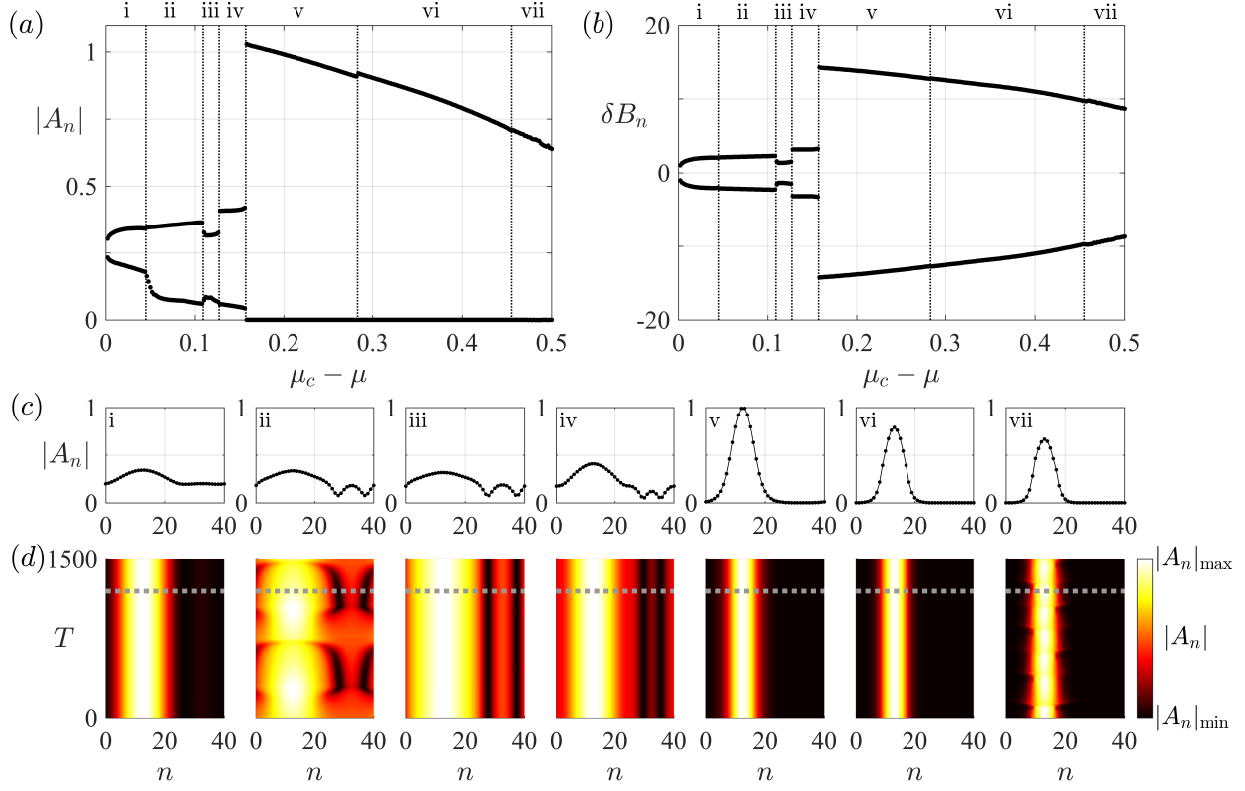 i ii iii iv v vi vii
i ii iii iv v vi vii
(a)
(b)
1
0.5
0
|A_n|
20
10
0
-10
-20
δB_n
0 0.1 0.2 0.3 0.4 0.5
0 0.1 0.2 0.3 0.4 0.5
μ_c − μ
μ_c − μ
(c)
1 1 1 1 1 1 1
i ii iii iv v vi vii
|A_n|
0 0 0 0 0 0 0
0 20 40 0 20 40 0 20 40 0 20 40 0 20 40 0 20 40 0 20 40
(d)
1500
|A_n|max
T
|A_n|
0
|A_n|min
0 20 40 0 20 40 0 20 40 0 20 40 0 20 40 0 20 40 0 20 40
n n n n n n n